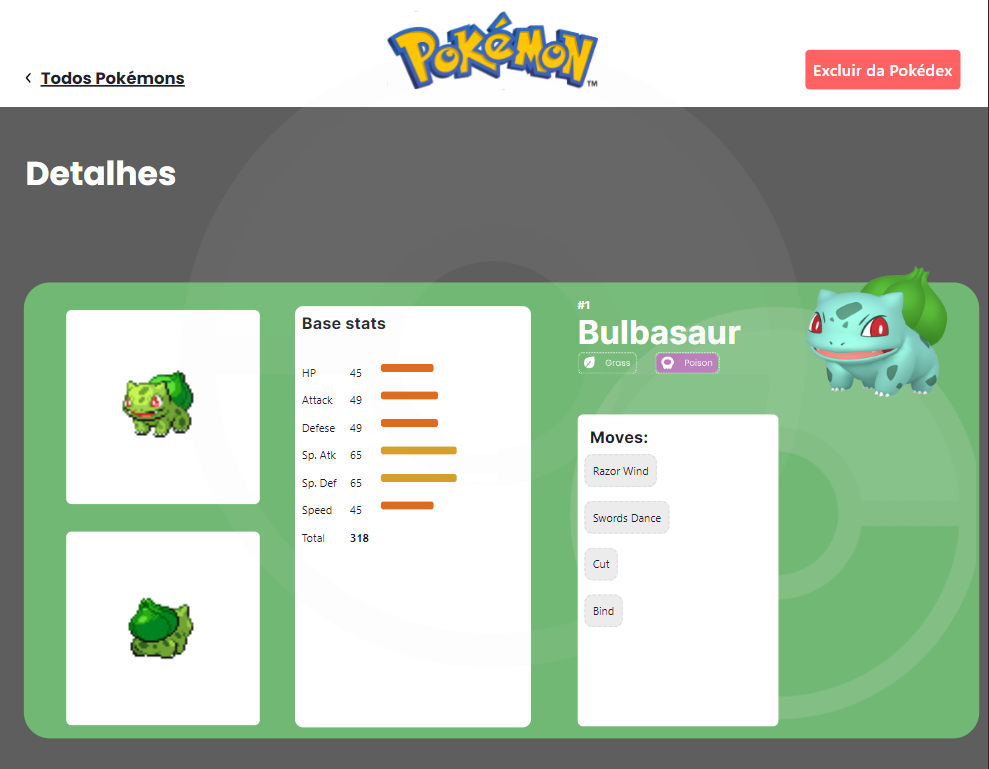 ‹ Todos Pokémons
POKéMON™
Excluir da Pokédex
Detalhes
Base stats
HP 45
Attack 49
Defese 49
Sp. Atk 65
Sp. Def 65
Speed 45
Total 318
#1
Bulbasaur
Grass Poison
Moves:
Razor Wind
Swords Dance
Cut
Bind